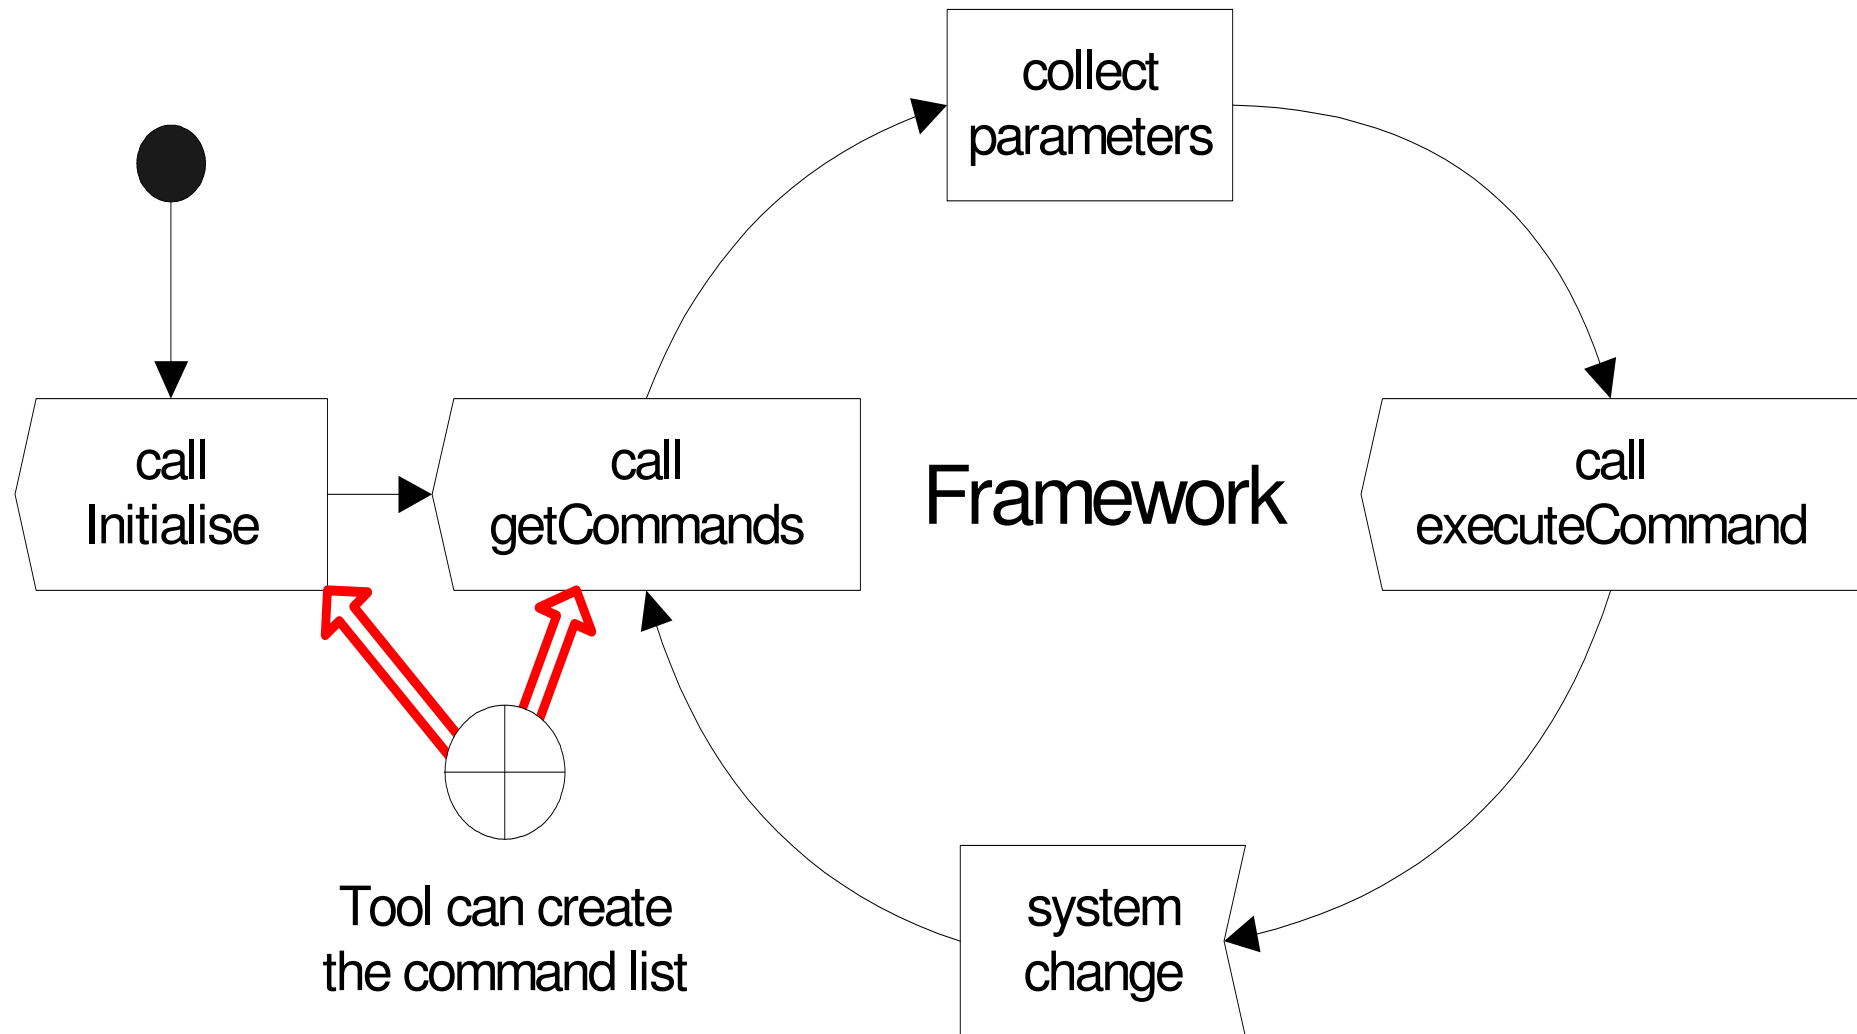 collect
parameters
call
Initialise
call
getCommands
Framework
call
executeCommand
Tool can create
the command list
system
change